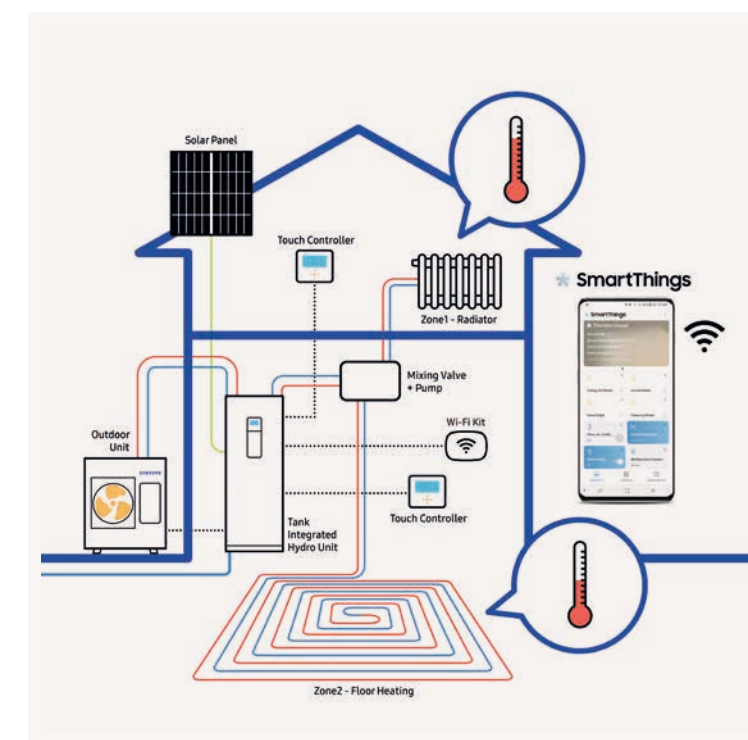 Solar Panel
Touch Controller
Zone1 - Radiator
SmartThings
SmartThings
Mixing Valve
+ Pump
Wi-Fi Kit
Outdoor
Unit
SAMSUNG
Touch Controller
Tank
Integrated
Hydro Unit
Zone2 - Floor Heating